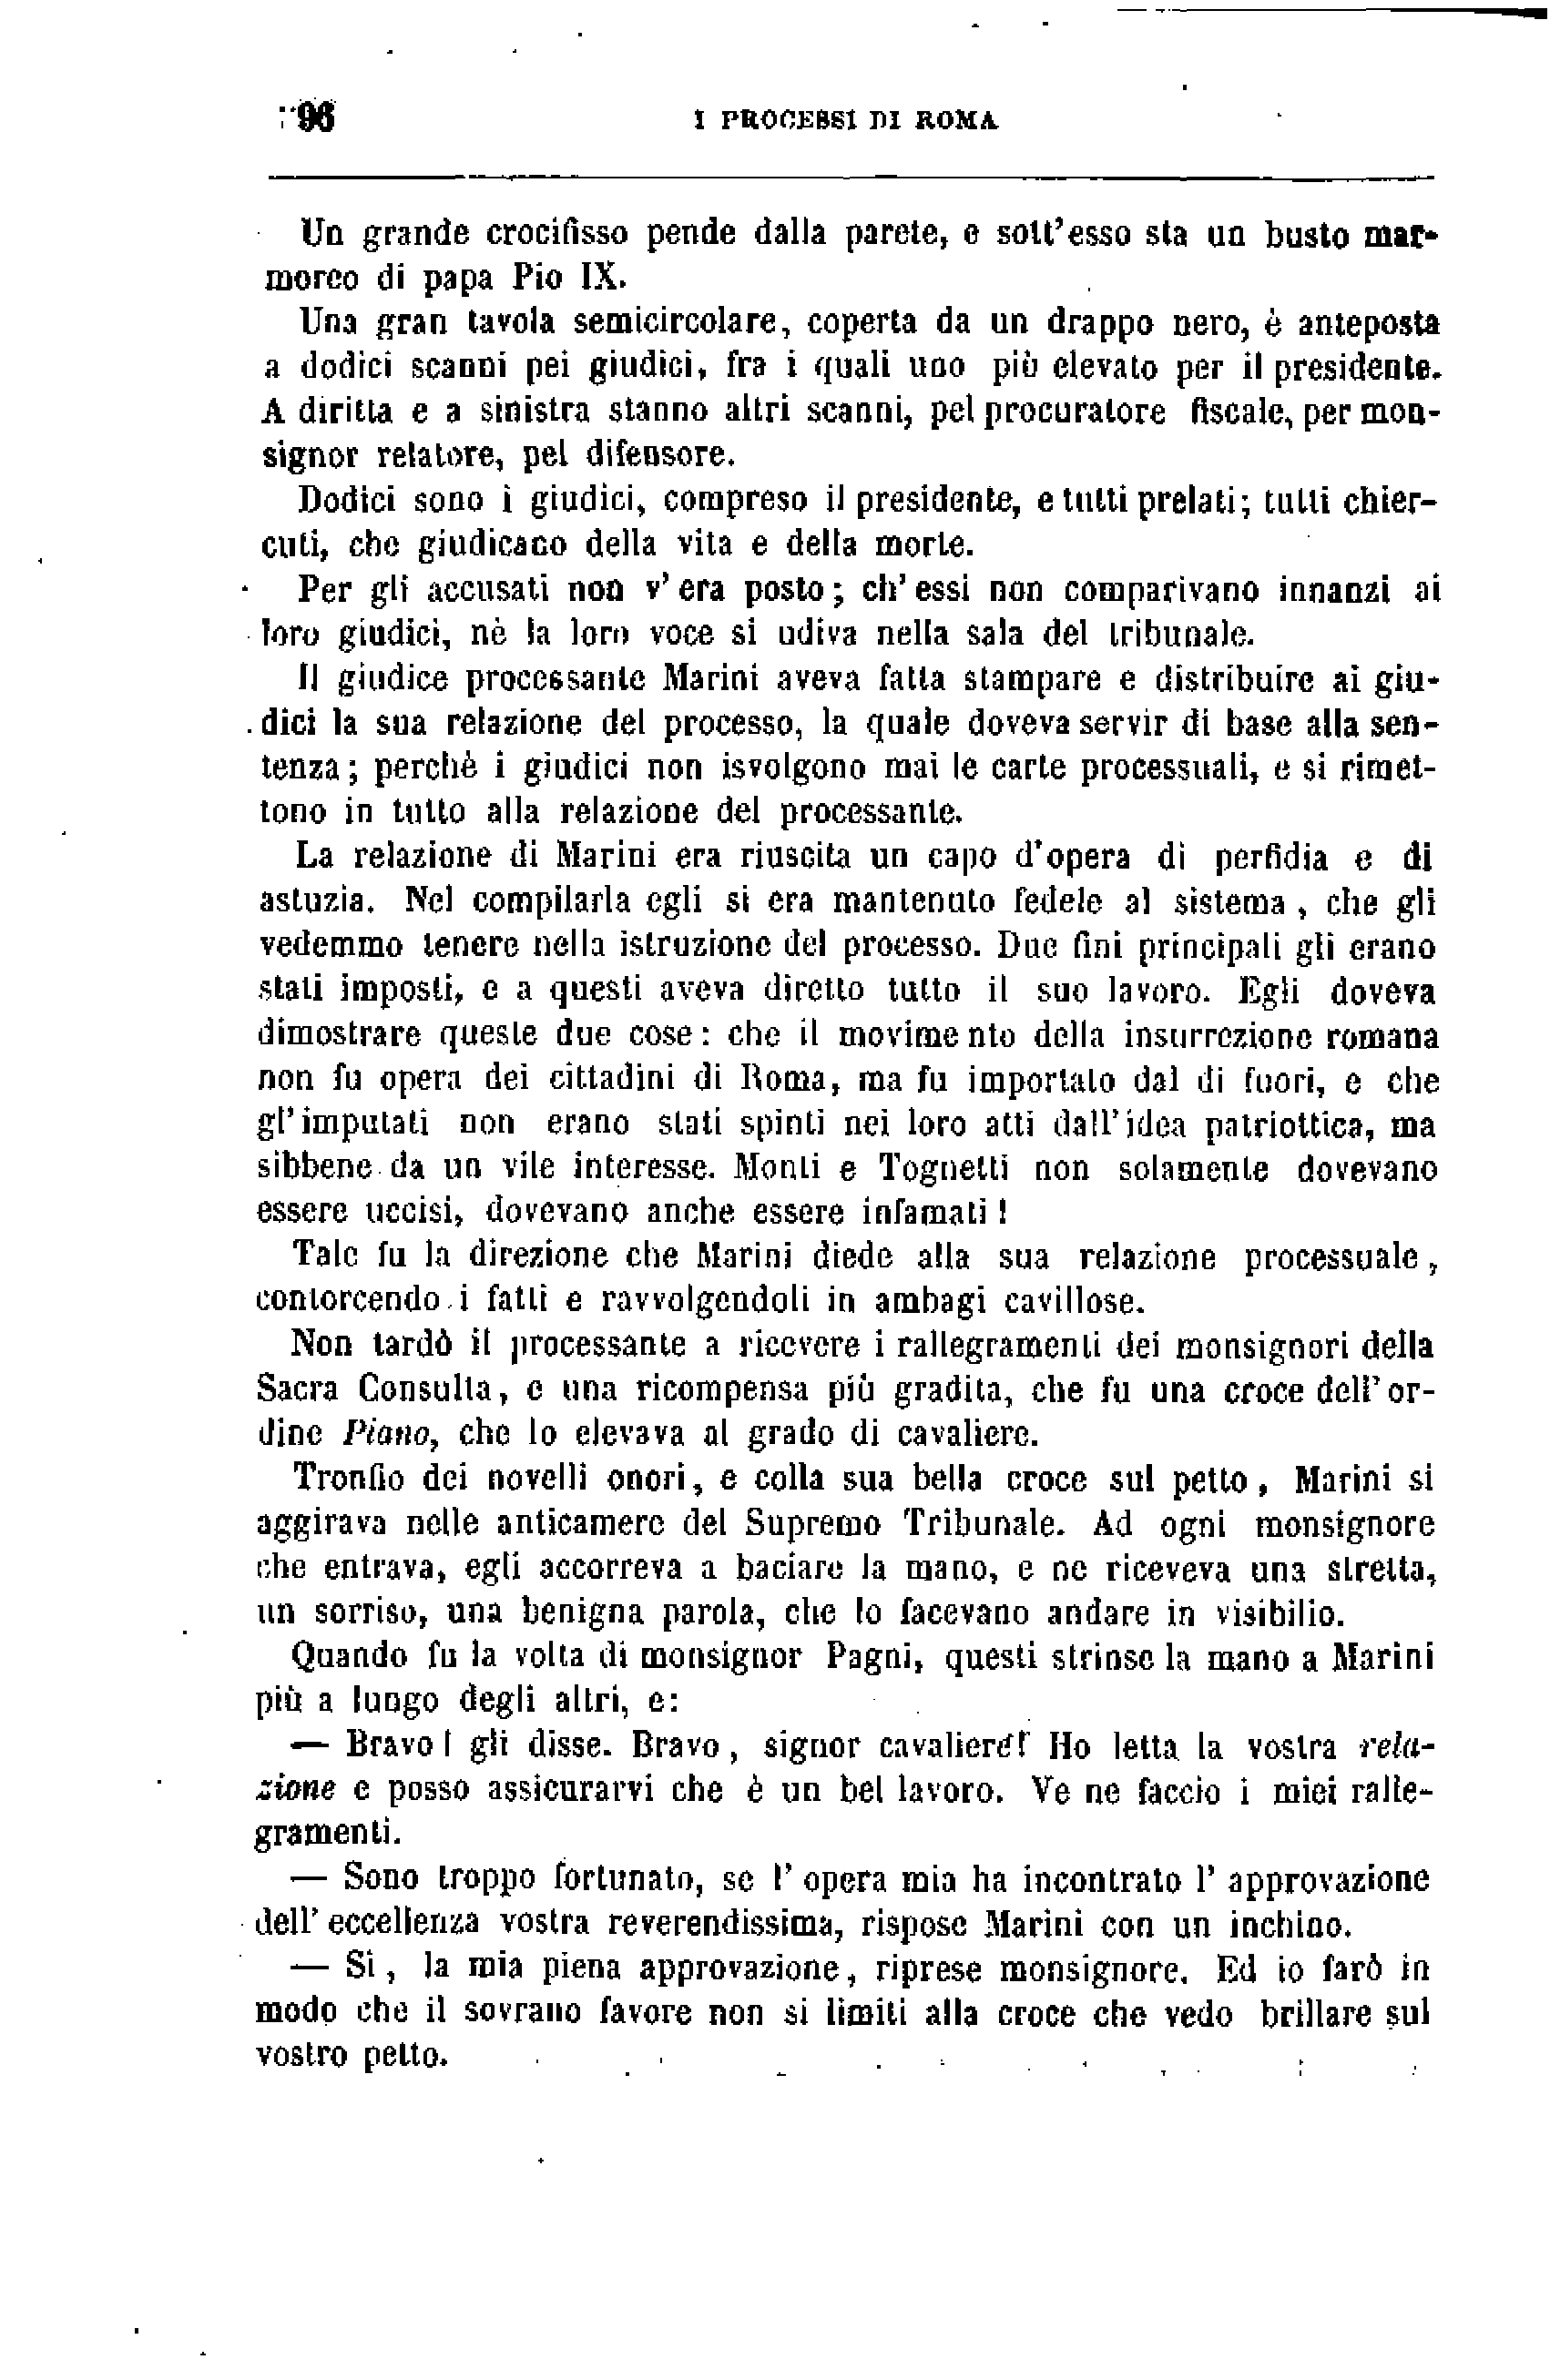 96
I PROCESSI DI ROMA
Un grande crocifisso pende dalla parete, e sott'esso sta un busto mar-
moreo di papa Pio IX.
Una gran tavola semicircolare, coperta da un drappo nero, è anteposta
a dodici scanni pei giudici, fra i quali uno più elevato per il presidente.
A diritta e a sinistra stanno altri scanni, pel procuratore fiscale, per mon-
signor relatore, pel difensore.
Dodici sono i giudici, compreso il presidente, e tutti prelati; tutti chier-
cuti, che giudicano della vita e della morte.
Per gli accusati non v'era posto; ch'essi non comparivano innanzi ai
loro giudici, nè la loro voce si udiva nella sala del tribunale.
Il giudice processante Marini aveva fatta stampare e distribuire ai giu-
dici la sua relazione del processo, la quale doveva servir di base alla sen-
tenza; perchè i giudici non isvolgono mai le carte processuali, e si rimet-
tono in tutto alla relazione del processante.
La relazione di Marini era riuscita un capo d'opera di perfidia e di
astuzia. Nel compilarla egli si era mantenuto fedele al sistema, che gli
vedemmo tenere nella istruzione del processo. Due fini principali gli erano
stati imposti, e a questi aveva diretto tutto il suo lavoro. Egli doveva
dimostrare queste due cose: che il movimento della insurrezione romana
non fu opera dei cittadini di Roma, ma fu importato dal di fuori, e che
gl'imputati non erano stati spinti nei loro atti dall'idea patriottica, ma
sibbene da un vile interesse. Monti e Tognetti non solamente dovevano
essere uccisi, dovevano anche essere infamati!
Tale fu la direzione che Marini diede alla sua relazione processuale,
contorcendo i fatti e ravvolgendoli in ambagi cavillose.
Non tardò il processante a ricevere i rallegramenti dei monsignori della
Sacra Consulta, e una ricompensa più gradita, che fu una croce dell'or-
dine Piano, che lo elevava al grado di cavaliere.
Tronfio dei novelli onori, e colla sua bella croce sul petto, Marini si
aggirava nelle anticamere del Supremo Tribunale. Ad ogni monsignore
che entrava, egli accorreva a baciare la mano, e ne riceveva una stretta,
un sorriso, una benigna parola, che lo facevano andare in visibilio.
Quando fu la volta di monsignor Pagni, questi strinse la mano a Marini
più a lungo degli altri, e:
— Bravo! gli disse. Bravo, signor cavaliere! Ho letta la vostra rela-
zione e posso assicurarvi che è un bel lavoro. Ve ne faccio i miei ralle-
gramenti.
— Sono troppo fortunato, se l'opera mia ha incontrato l'approvazione
dell'eccellenza vostra reverendissima, rispose Marini con un inchino.
— Sì, la mia piena approvazione, riprese monsignore. Ed io farò in
modo che il sovrano favore non si limiti alla croce che vedo brillare sul
vostro petto.